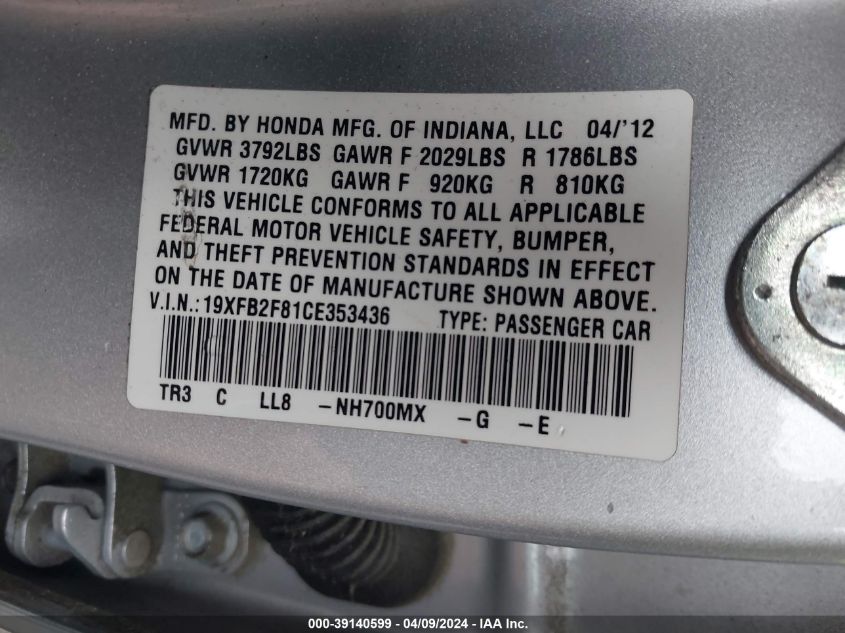 MFD. BY HONDA MFG. OF INDIANA, LLC 04/'12
GVWR 3792LBS GAWR F 2029LBS R 1786LBS
GVWR 1720KG GAWR F 920KG R 810KG
THIS VEHICLE CONFORMS TO ALL APPLICABLE
FEDERAL MOTOR VEHICLE SAFETY, BUMPER,
AND THEFT PREVENTION STANDARDS IN EFFECT
ON THE DATE OF MANUFACTURE SHOWN ABOVE.
V.I.N.: 19XFB2F81CE353436 TYPE: PASSENGER CAR
TR3 C LL8 -NH700MX -G -E
000-39140599 - 04/09/2024 - IAA Inc.